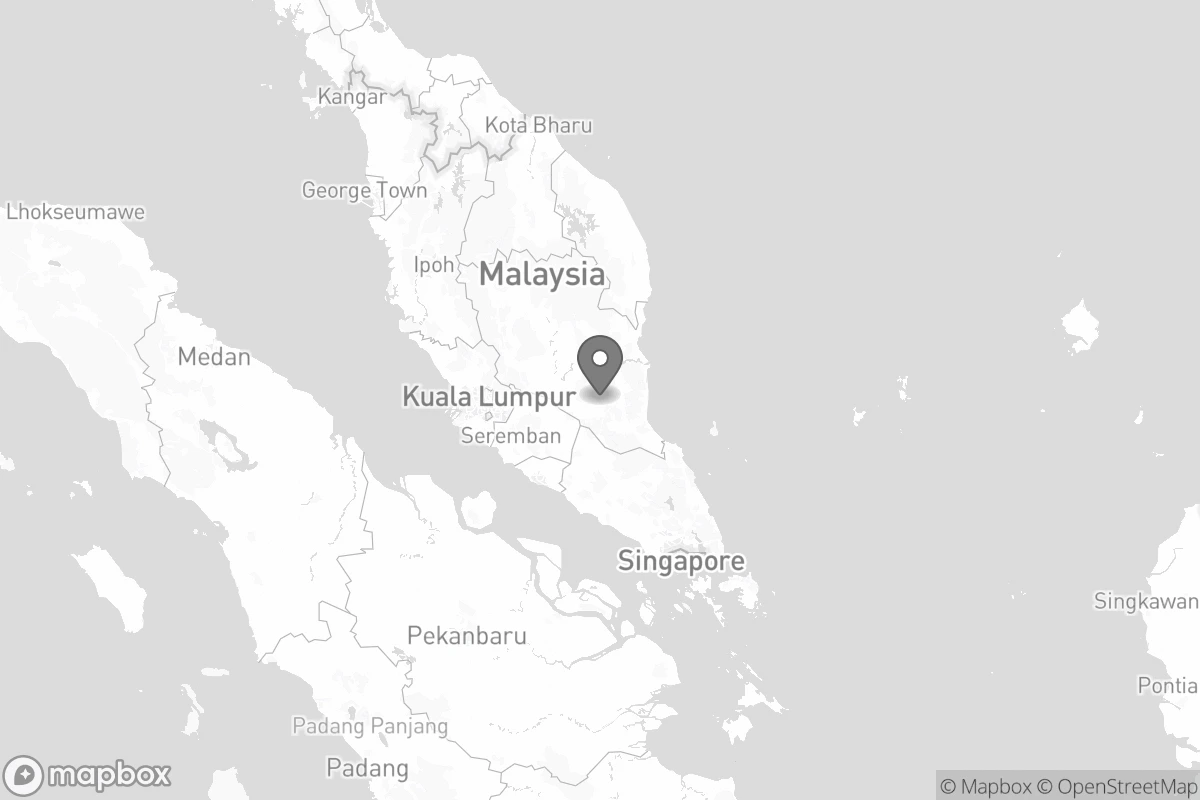 Kangar
Kota Bharu
George Town
Lhokseumawe
Ipoh
Malaysia
Medan
Kuala Lumpur
Seremban
Singapore
Singkawan
Pekanbaru
Pontia
Padang Panjang
Padang
mapbox
© Mapbox © OpenStreetMap